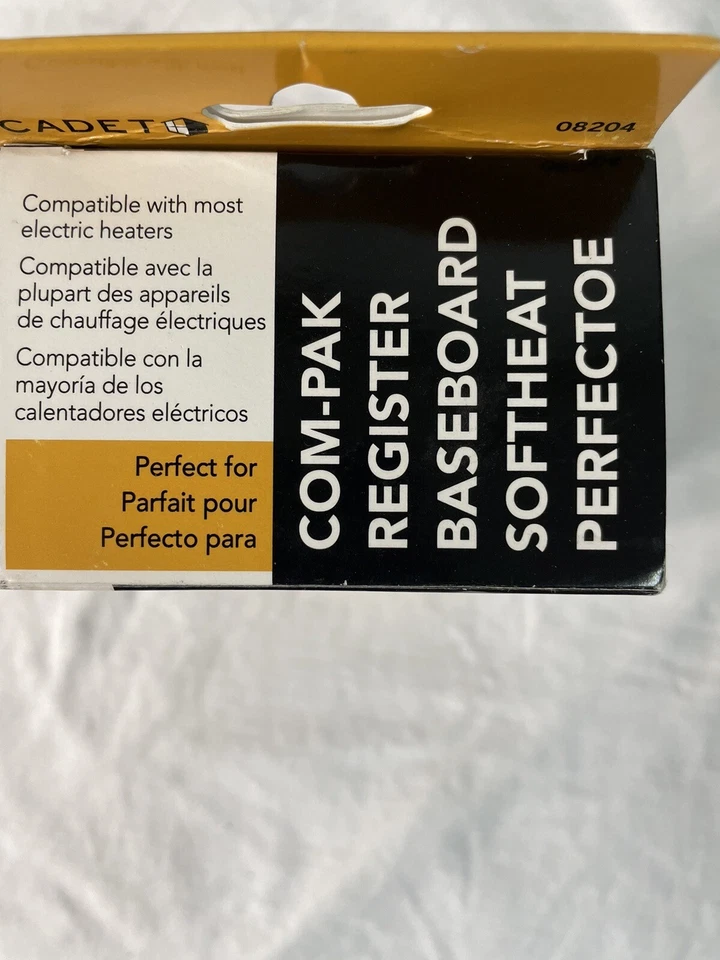 CADET
08204
Compatible with most
electric heaters
Compatible avec la
plupart des appareils
de chauffage électriques
Compatible con la
mayoría de los
calentadores eléctricos
Perfect for
Parfait pour
Perfecto para
COM-PAK
REGISTER
BASEBOARD
SOFTHEAT
PERFECTOE